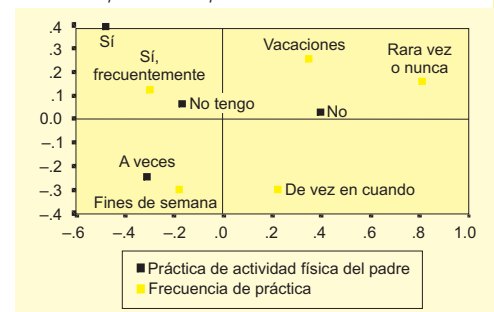 .4
.3
.2
.1
0.0
–.1
–.2
–.3
–.4
Sí
Sí,
frecuentemente
No tengo
Vacaciones
Rara vez
o nunca
No
A veces
Fines de semana
De vez en cuando
–.6 –.4 –.2 .0 .2 .4 .6 .8 1.0
Práctica de actividad física del padre
Frecuencia de práctica